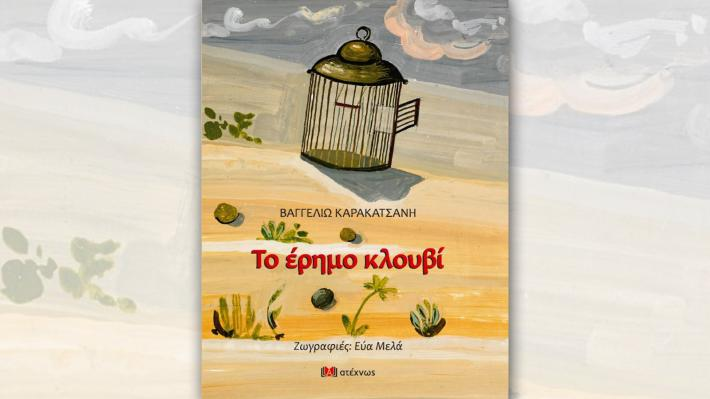 ΒΑΓΓΕΛΙΩ ΚΑΡΑΚΑΤΣΑΝΗ
Το έρημο κλουβί
Ζωγραφιές: Εύα Μελά
[Α] ατέχνως